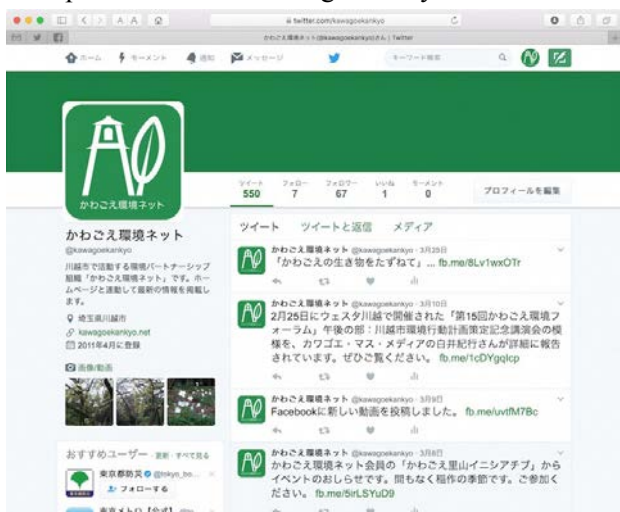 twitter.com/kawagoekankyo
かわごえ環境ネット(@kawagoekankyo)さん | Twitter
ホーム
モーメント
通知
メッセージ
キーワード検索
かわごえ環境ネット
ツイート
550
フォロー
7
フォロワー
67
いいね
1
モーメント
0
プロフィールを編集
かわごえ環境ネット
@kawagoekankyo
川越市で活動する環境パートナーシップ
組織「かわごえ環境ネット」です。ホー
ムページと連動して最新の情報を掲載し
ます。
埼玉県川越市
kawagoekankyo.net
2011年4月に登録
画像/動画
おすすめユーザー · 更新 · すべて見る
東京都防災 @tokyo_bo...
フォローする
東京メトロ【公式】
ツイート ツイートと返信 メディア
かわごえ環境ネット @kawagoekankyo · 3月25日
「かわごえの生き物をたずねて」... fb.me/8Lv1wxOTr
かわごえ環境ネット @kawagoekankyo · 3月10日
2月25日にウェスタ川越で開催された「第15回かわごえ環境フ
ォーラム」午後の部：川越市環境行動計画策定記念講演会の模
様を、カワゴエ・マス・メディアの白井紀行さんが詳細に報告
されています。ぜひご覧ください。 fb.me/1cDYgqlcp
かわごえ環境ネット @kawagoekankyo · 3月9日
Facebookに新しい動画を投稿しました。 fb.me/uvtfM7Bc
かわごえ環境ネット @kawagoekankyo · 3月8日
かわごえ環境ネット会員の「かわごえ里山イニシアチブ」から
イベントのおしらせです。間もなく稲作の季節です。ご参加く
ださい。 fb.me/5irLSYuD9